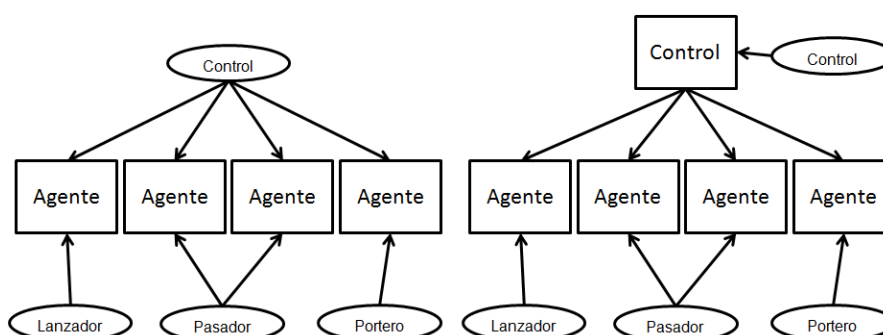 Control
Control
Control
Agente
Agente
Agente
Agente
Agente
Agente
Agente
Agente
Lanzador
Pasador
Portero
Lanzador
Pasador
Portero